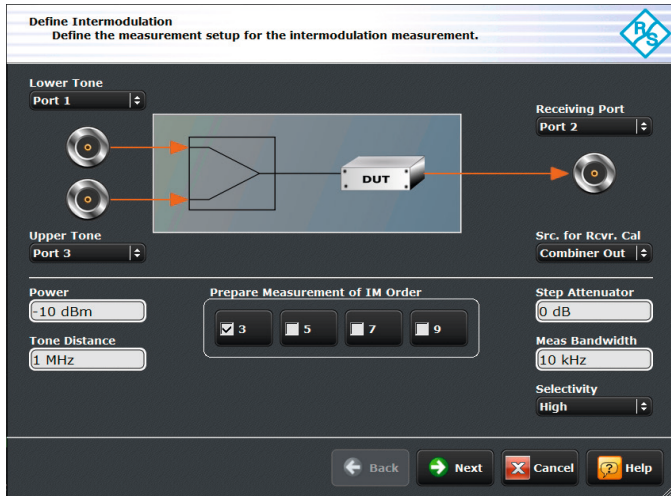 Define Intermodulation
Define the measurement setup for the intermodulation measurement.
R&S
Lower Tone
Port 1
Receiving Port
Port 2
DUT
Upper Tone
Port 3
Src. for Rcvr. Cal
Combiner Out
Power
-10 dBm
Tone Distance
1 MHz
Prepare Measurement of IM Order
3 5 7 9
Step Attenuator
0 dB
Meas Bandwidth
10 kHz
Selectivity
High
Back Next Cancel Help